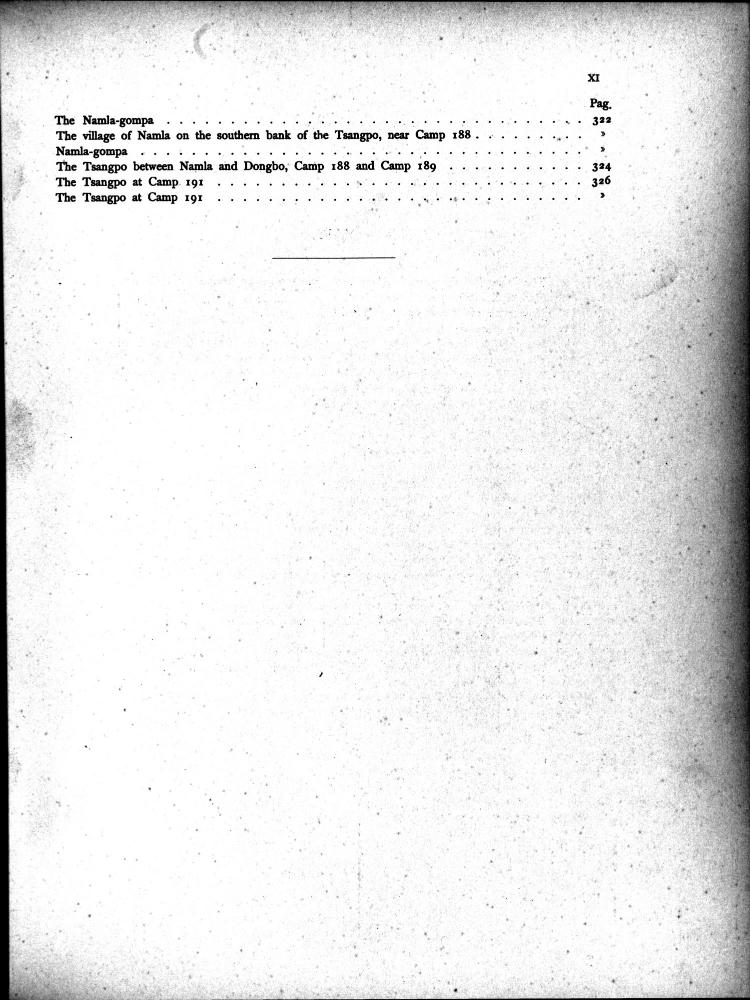 XI
Pag.
The Namla-gompa . . . . . . . . . . . . . . . . . . . . . . . . . . . . . . . . . 322
The village of Namla on the southern bank of the Tsangpo, near Camp 188 . . . . . . . . . »
Namla-gompa . . . . . . . . . . . . . . . . . . . . . . . . . . . . . . . . . . . »
The Tsangpo between Namla and Dongbo, Camp 188 and Camp 189 . . . . . . . . . . . 324
The Tsangpo at Camp 191 . . . . . . . . . . . . . . . . . . . . . . . . . . . . . 326
The Tsangpo at Camp 191 . . . . . . . . . . . . . . . . . . . . . . . . . . . . . »